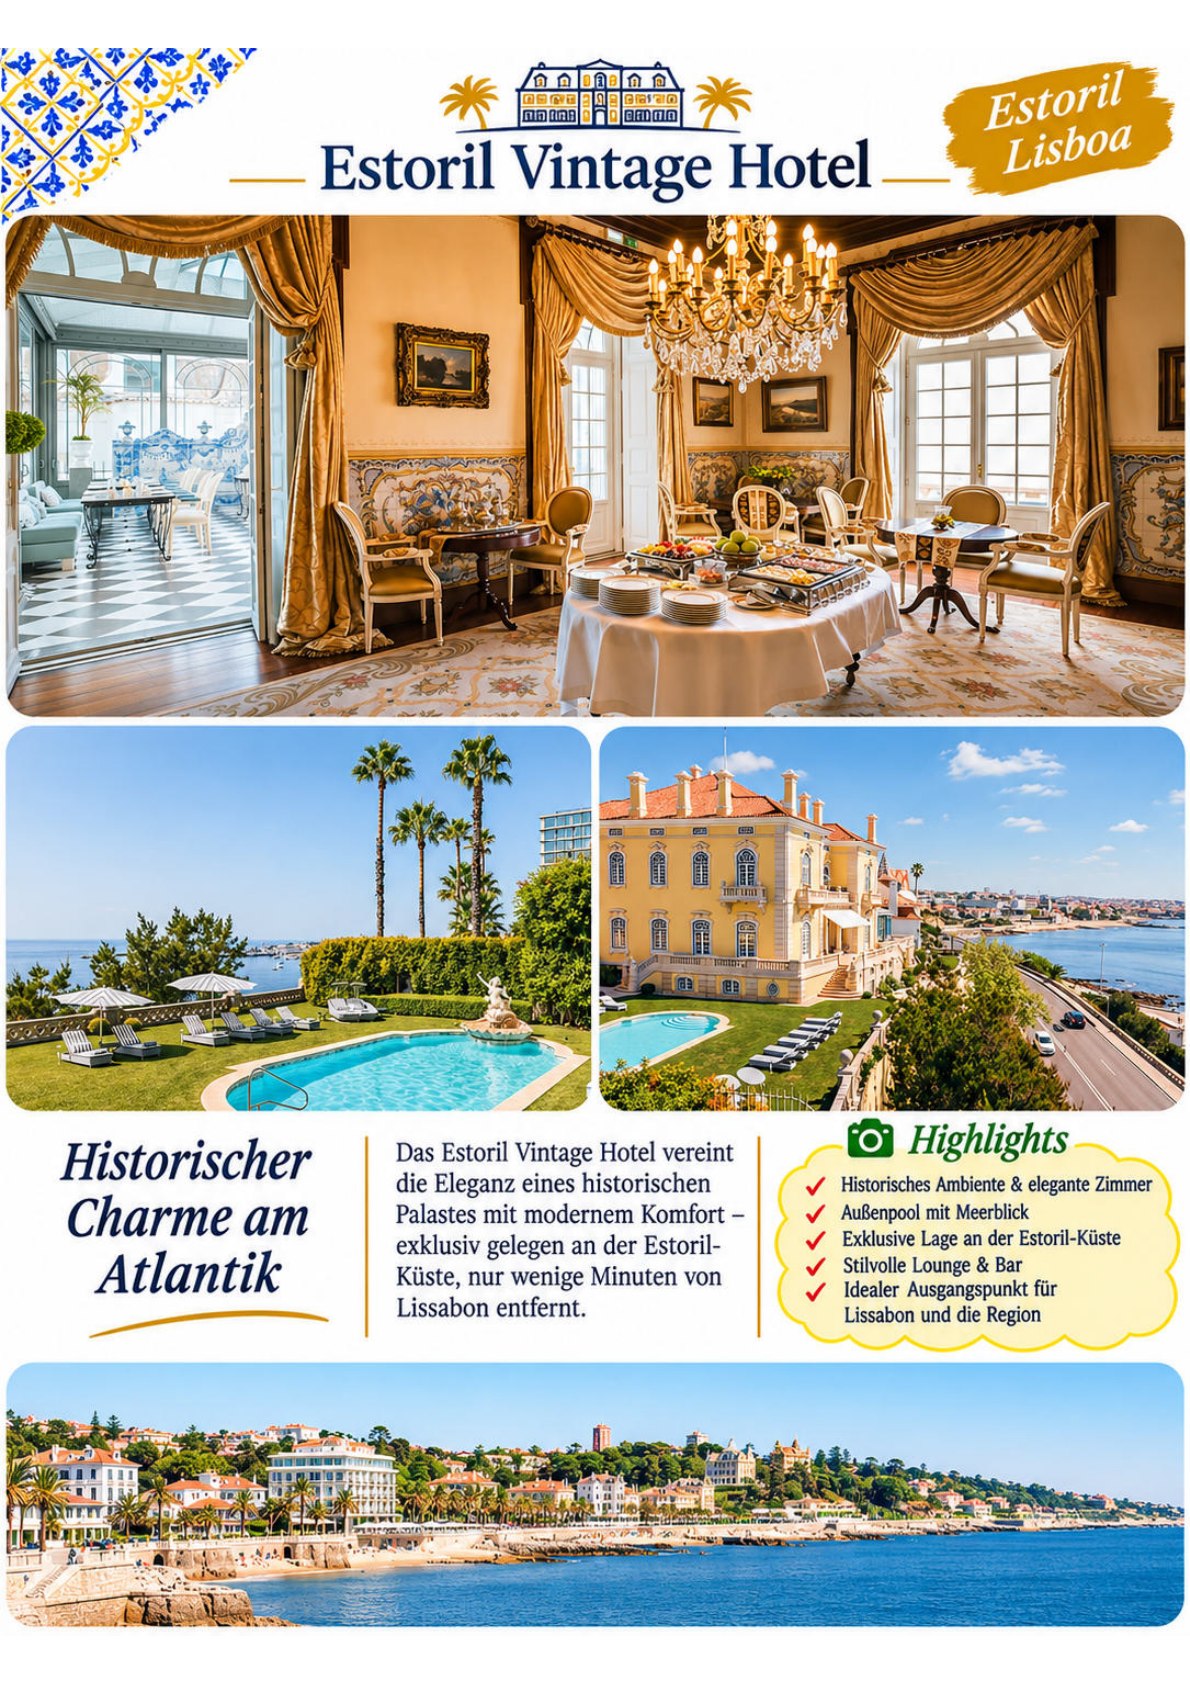 Estoril Vintage Hotel
Estoril
Lisboa
Historischer
Charme am
Atlantik
Das Estoril Vintage Hotel vereint
die Eleganz eines historischen
Palastes mit modernem Komfort –
exklusiv gelegen an der Estoril-
Küste, nur wenige Minuten von
Lissabon entfernt.
Highlights
Historisches Ambiente & elegante Zimmer
Außenpool mit Meerblick
Exklusive Lage an der Estoril-Küste
Stilvolle Lounge & Bar
Idealer Ausgangspunkt für
Lissabon und die Region